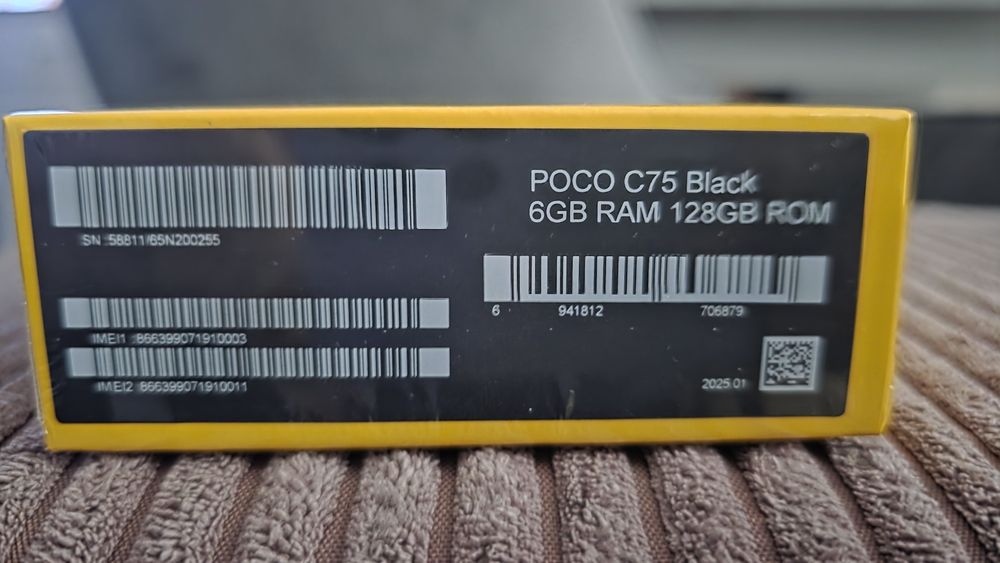 POCO C75 Black
6GB RAM 128GB ROM
SN :58811/65N200255
6 941812 706879
IMEI1 :866399071910003
IMEI2 :866399071910011
2025.01